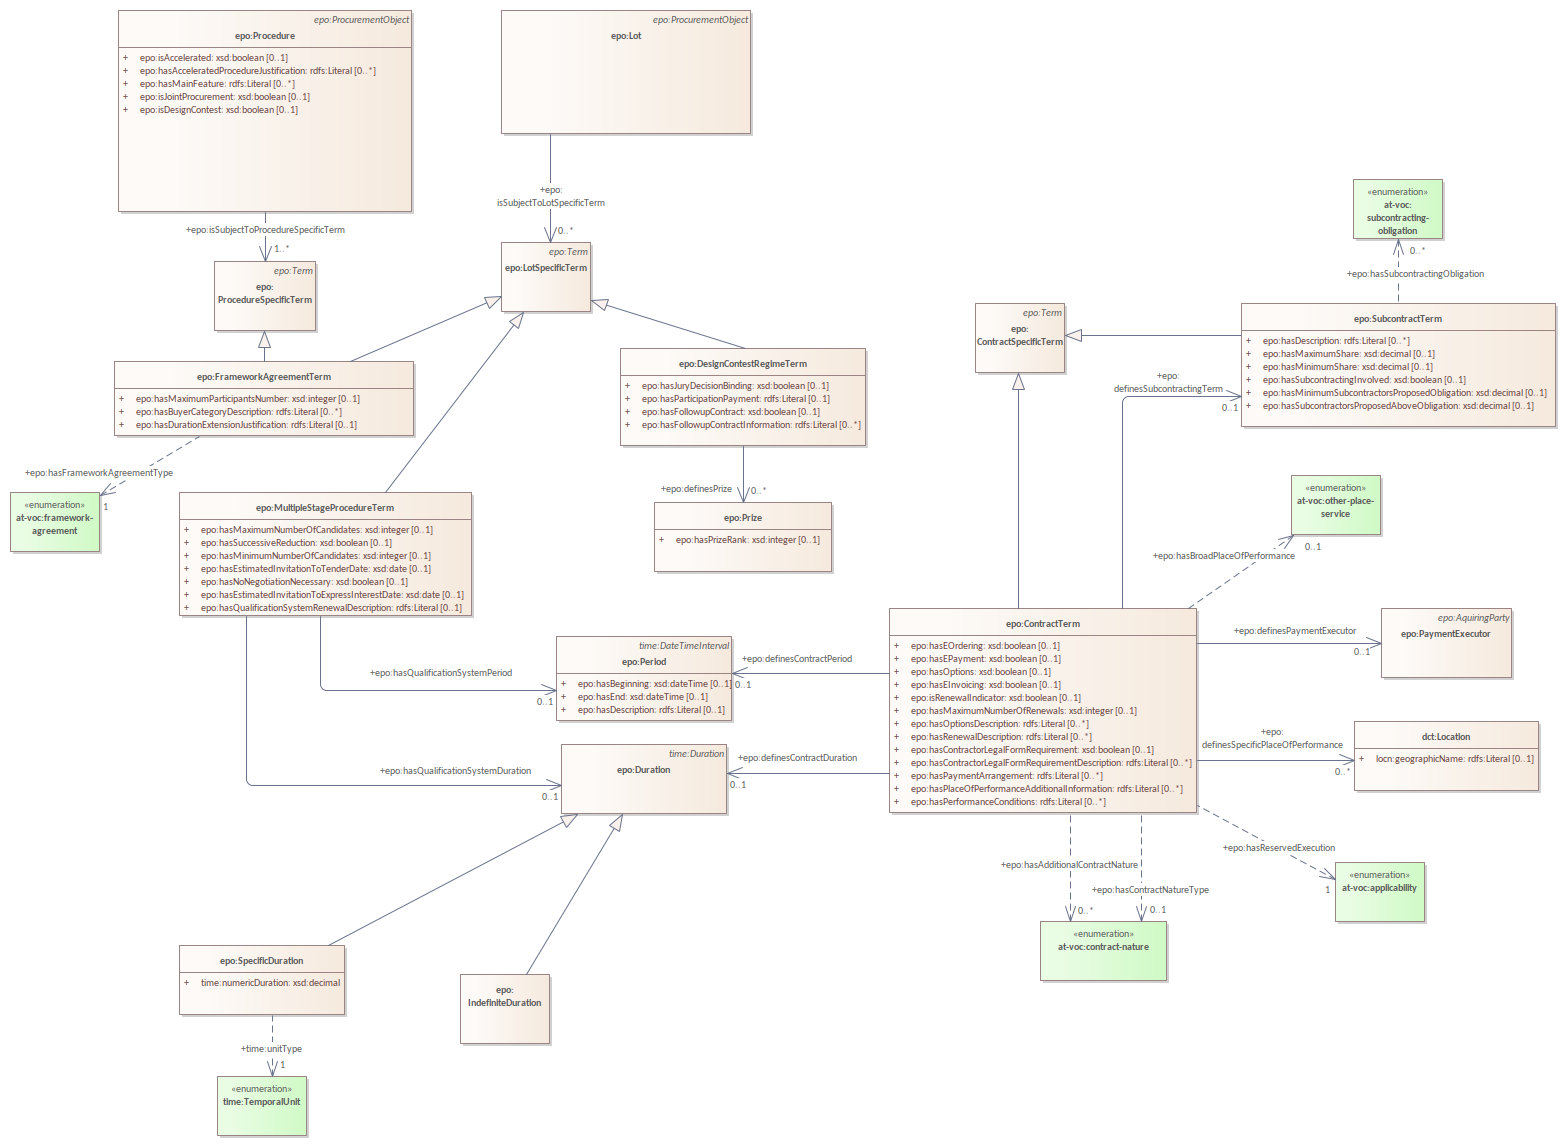 epo:ProcurementObject
epo:Procedure
+ epo:isAccelerated: xsd:boolean [0..1]
+ epo:hasAcceleratedProcedureJustification: rdfs:Literal [0..*]
+ epo:hasMainFeature: rdfs:Literal [0..*]
+ epo:isJointProcurement: xsd:boolean [0..1]
+ epo:isDesignContest: xsd:boolean [0..1]
epo:ProcurementObject
epo:Lot
+epo:isSubjectToProcedureSpecificTerm
1..*
+epo:
isSubjectToLotSpecificTerm
0..*
epo:Term
epo:
ProcedureSpecificTerm
epo:Term
epo:LotSpecificTerm
epo:FrameworkAgreementTerm
+ epo:hasMaximumParticipantsNumber: xsd:integer [0..1]
+ epo:hasBuyerCategoryDescription: rdfs:Literal [0..*]
+ epo:hasDurationExtensionJustification: rdfs:Literal [0..1]
+epo:hasFrameworkAgreementType
1
«enumeration»
at-voc:framework-
agreement
epo:DesignContestRegimeTerm
+ epo:hasJuryDecisionBinding: xsd:boolean [0..1]
+ epo:hasParticipationPayment: rdfs:Literal [0..1]
+ epo:hasFollowupContract: xsd:boolean [0..1]
+ epo:hasFollowupContractInformation: rdfs:Literal [0..*]
+epo:definesPrize
0..*
epo:Prize
+ epo:hasPrizeRank: xsd:integer [0..1]
epo:MultipleStageProcedureTerm
+ epo:hasMaximumNumberOfCandidates: xsd:integer [0..1]
+ epo:hasSuccessiveReduction: xsd:boolean [0..1]
+ epo:hasMinimumNumberOfCandidates: xsd:integer [0..1]
+ epo:hasEstimatedInvitationToTenderDate: xsd:date [0..1]
+ epo:hasNoNegotiationNecessary: xsd:boolean [0..1]
+ epo:hasEstimatedInvitationToExpressInterestDate: xsd:date [0..1]
+ epo:hasQualificationSystemRenewalDescription: rdfs:Literal [0..1]
+epo:hasQualificationSystemPeriod
0..1
+epo:hasQualificationSystemDuration
0..1
time:DateTimeInterval
epo:Period
+ epo:hasBeginning: xsd:dateTime [0..1]
+ epo:hasEnd: xsd:dateTime [0..1]
+ epo:hasDescription: rdfs:Literal [0..1]
time:Duration
epo:Duration
+epo:definesContractPeriod
0..1
+epo:definesContractDuration
0..1
epo:SpecificDuration
+ time:numericDuration: xsd:decimal
+time:unitType
1
«enumeration»
time:TemporalUnit
epo:
IndefiniteDuration
epo:Term
epo:
ContractSpecificTerm
«enumeration»
at-voc:
subcontracting-
obligation
0..*
+epo:hasSubcontractingObligation
epo:SubcontractTerm
+ epo:hasDescription: rdfs:Literal [0..*]
+ epo:hasMaximumShare: xsd:decimal [0..1]
+ epo:hasMinimumShare: xsd:decimal [0..1]
+ epo:hasSubcontractingInvolved: xsd:boolean [0..1]
+ epo:hasMinimumSubcontractorsProposedObligation: xsd:decimal [0..1]
+ epo:hasSubcontractorsProposedAboveObligation: xsd:decimal [0..1]
+epo:
definesSubcontractingTerm
0..1
«enumeration»
at-voc:other-place-
service
0..1
+epo:hasBroadPlaceOfPerformance
epo:ContractTerm
+ epo:hasEOrdering: xsd:boolean [0..1]
+ epo:hasEPayment: xsd:boolean [0..1]
+ epo:hasOptions: xsd:boolean [0..1]
+ epo:hasEInvoicing: xsd:boolean [0..1]
+ epo:isRenewalIndicator: xsd:boolean [0..1]
+ epo:hasMaximumNumberOfRenewals: xsd:integer [0..1]
+ epo:hasOptionsDescription: rdfs:Literal [0..*]
+ epo:hasRenewalDescription: rdfs:Literal [0..*]
+ epo:hasContractorLegalFormRequirement: xsd:boolean [0..1]
+ epo:hasContractorLegalFormRequirementDescription: rdfs:Literal [0..*]
+ epo:hasPaymentArrangement: rdfs:Literal [0..*]
+ epo:hasPlaceOfPerformanceAdditionalInformation: rdfs:Literal [0..*]
+ epo:hasPerformanceConditions: rdfs:Literal [0..*]
+epo:definesPaymentExecutor
0..1
epo:AquiringParty
epo:PaymentExecutor
+epo:
definesSpecificPlaceOfPerformance
0..*
dct:Location
+ locn:geographicName: rdfs:Literal [0..1]
+epo:hasReservedExecution
1
«enumeration»
at-voc:applicability
+epo:hasAdditionalContractNature
0..*
+epo:hasContractNatureType
0..1
«enumeration»
at-voc:contract-nature